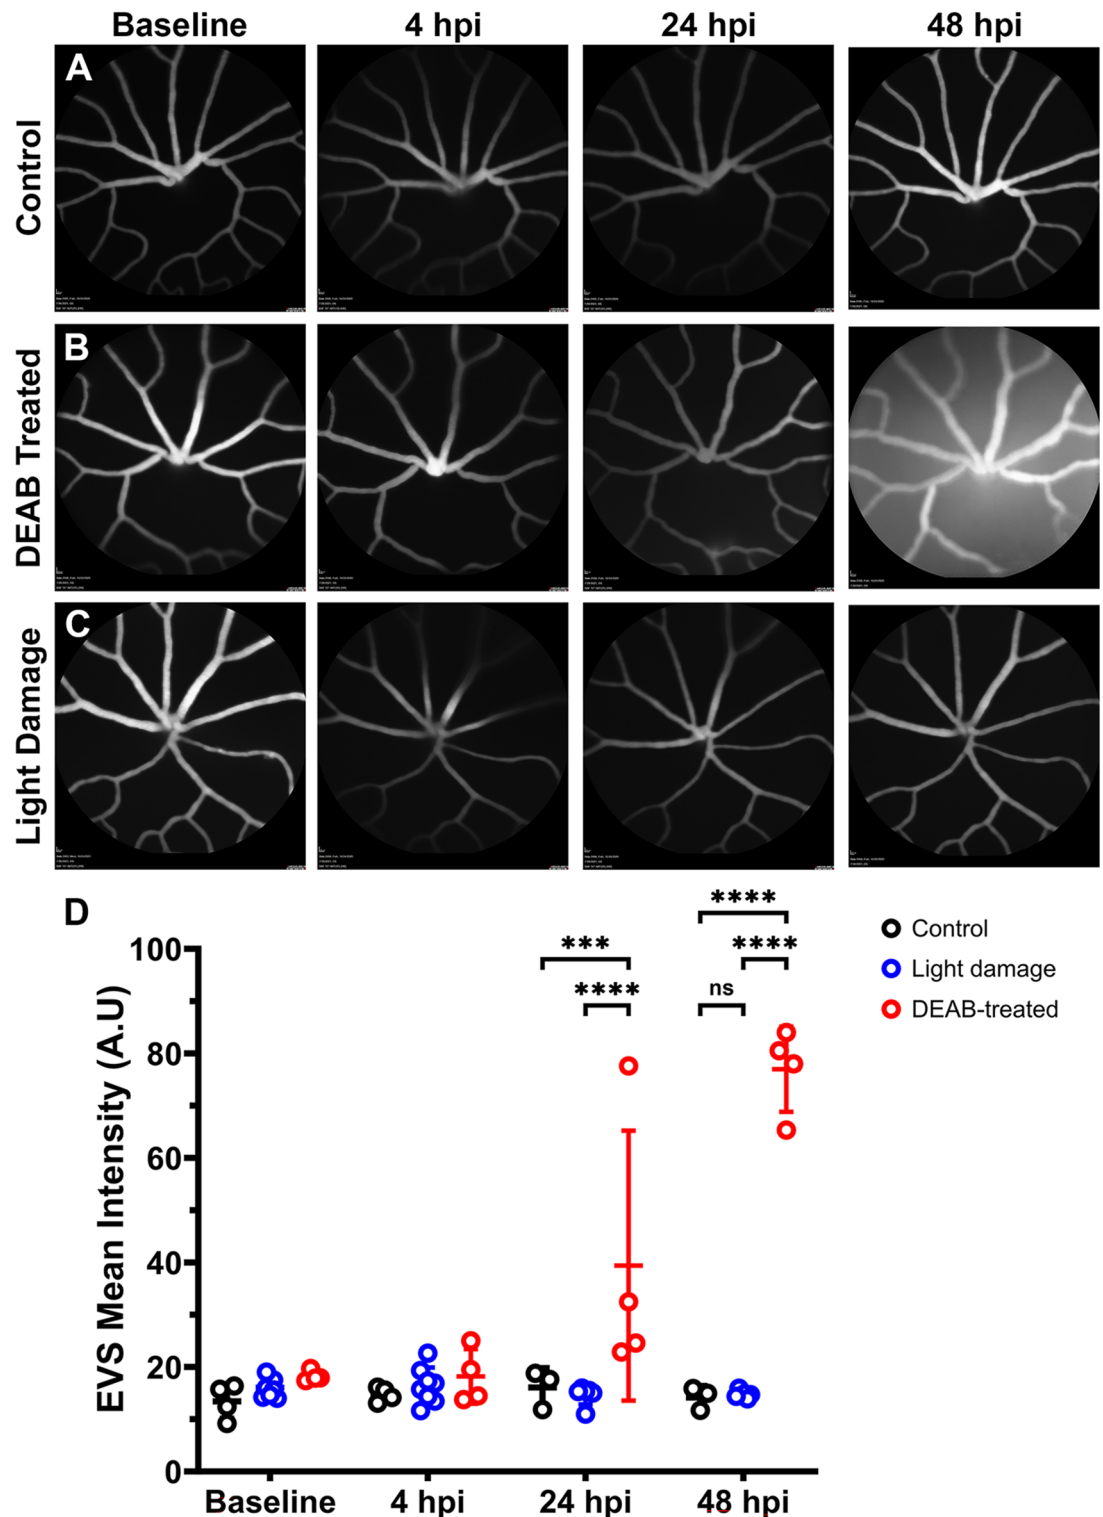 Baseline 4 hpi 24 hpi 48 hpi
A
Control
B
DEAB Treated
C
Light Damage
D
****
*** ****
**** ns
Control
Light damage
DEAB-treated
EVS Mean Intensity (A.U)
100
80
60
40
20
0
Baseline 4 hpi 24 hpi 48 hpi